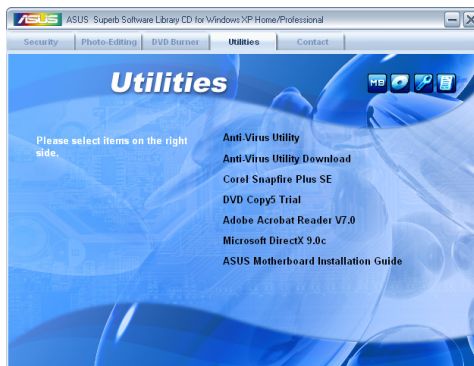 ASUS ASUS Superb Software Library CD for Windows XP Home/Professional
Security Photo-Editing DVD Burner Utilities Contact
Utilities
MB
Please select items on the right
side.
Anti-Virus Utility
Anti-Virus Utility Download
Corel Snapfire Plus SE
DVD Copy5 Trial
Adobe Acrobat Reader V7.0
Microsoft DirectX 9.0c
ASUS Motherboard Installation Guide